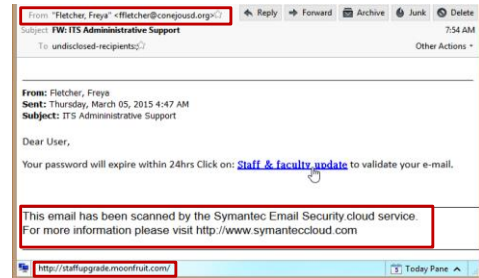 From "Fletcher, Freya" <ffletcher@conejousd.org> Reply Forward Archive Junk Delete
Subject FW: ITS Admininistrative Support 7:54 AM
To undisclosed-recipients:; Other Actions
From: Fletcher, Freya
Sent: Thursday, March 05, 2015 4:47 AM
Subject: ITS Admininistrative Support
Dear User,
Your password will expire within 24hrs Click on: Staff & faculty update to validate your e-mail.
This email has been scanned by the Symantec Email Security.cloud service.
For more information please visit http://www.symanteccloud.com
http://staffupgrade.moonfruit.com/ Today Pane